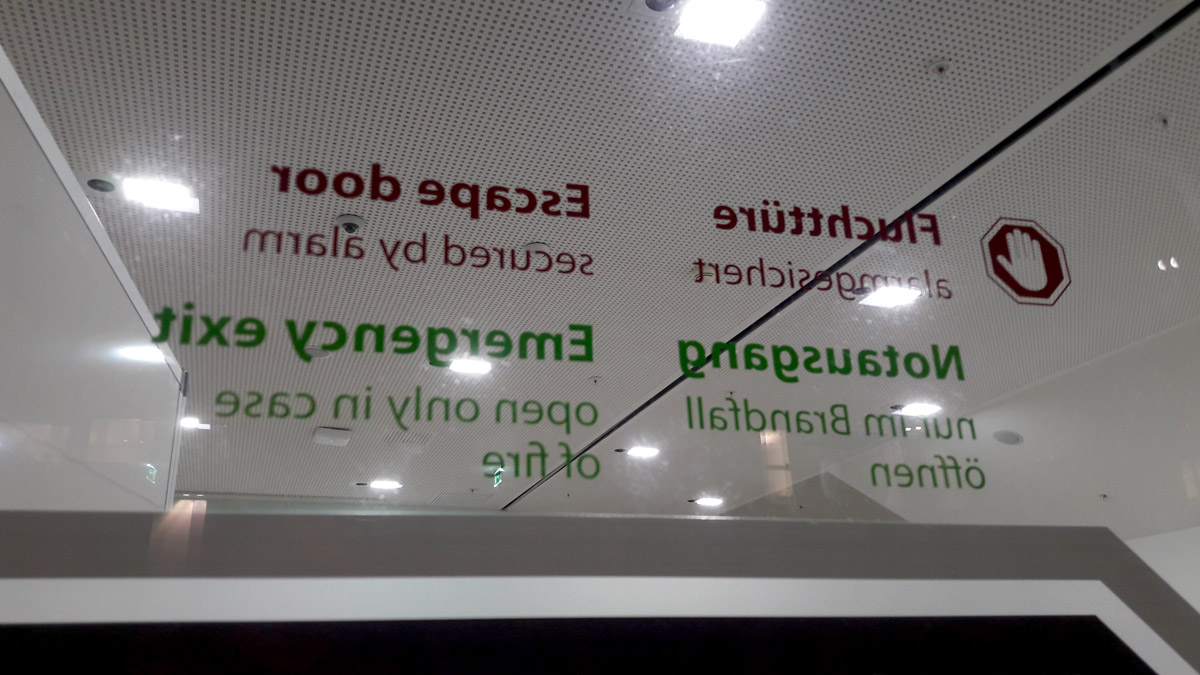 Fluchttüre
alarmgesichert
Notausgang
nur im Brandfall
öffnen
Escape door
secured by alarm
Emergency exit
open only in case
of fire